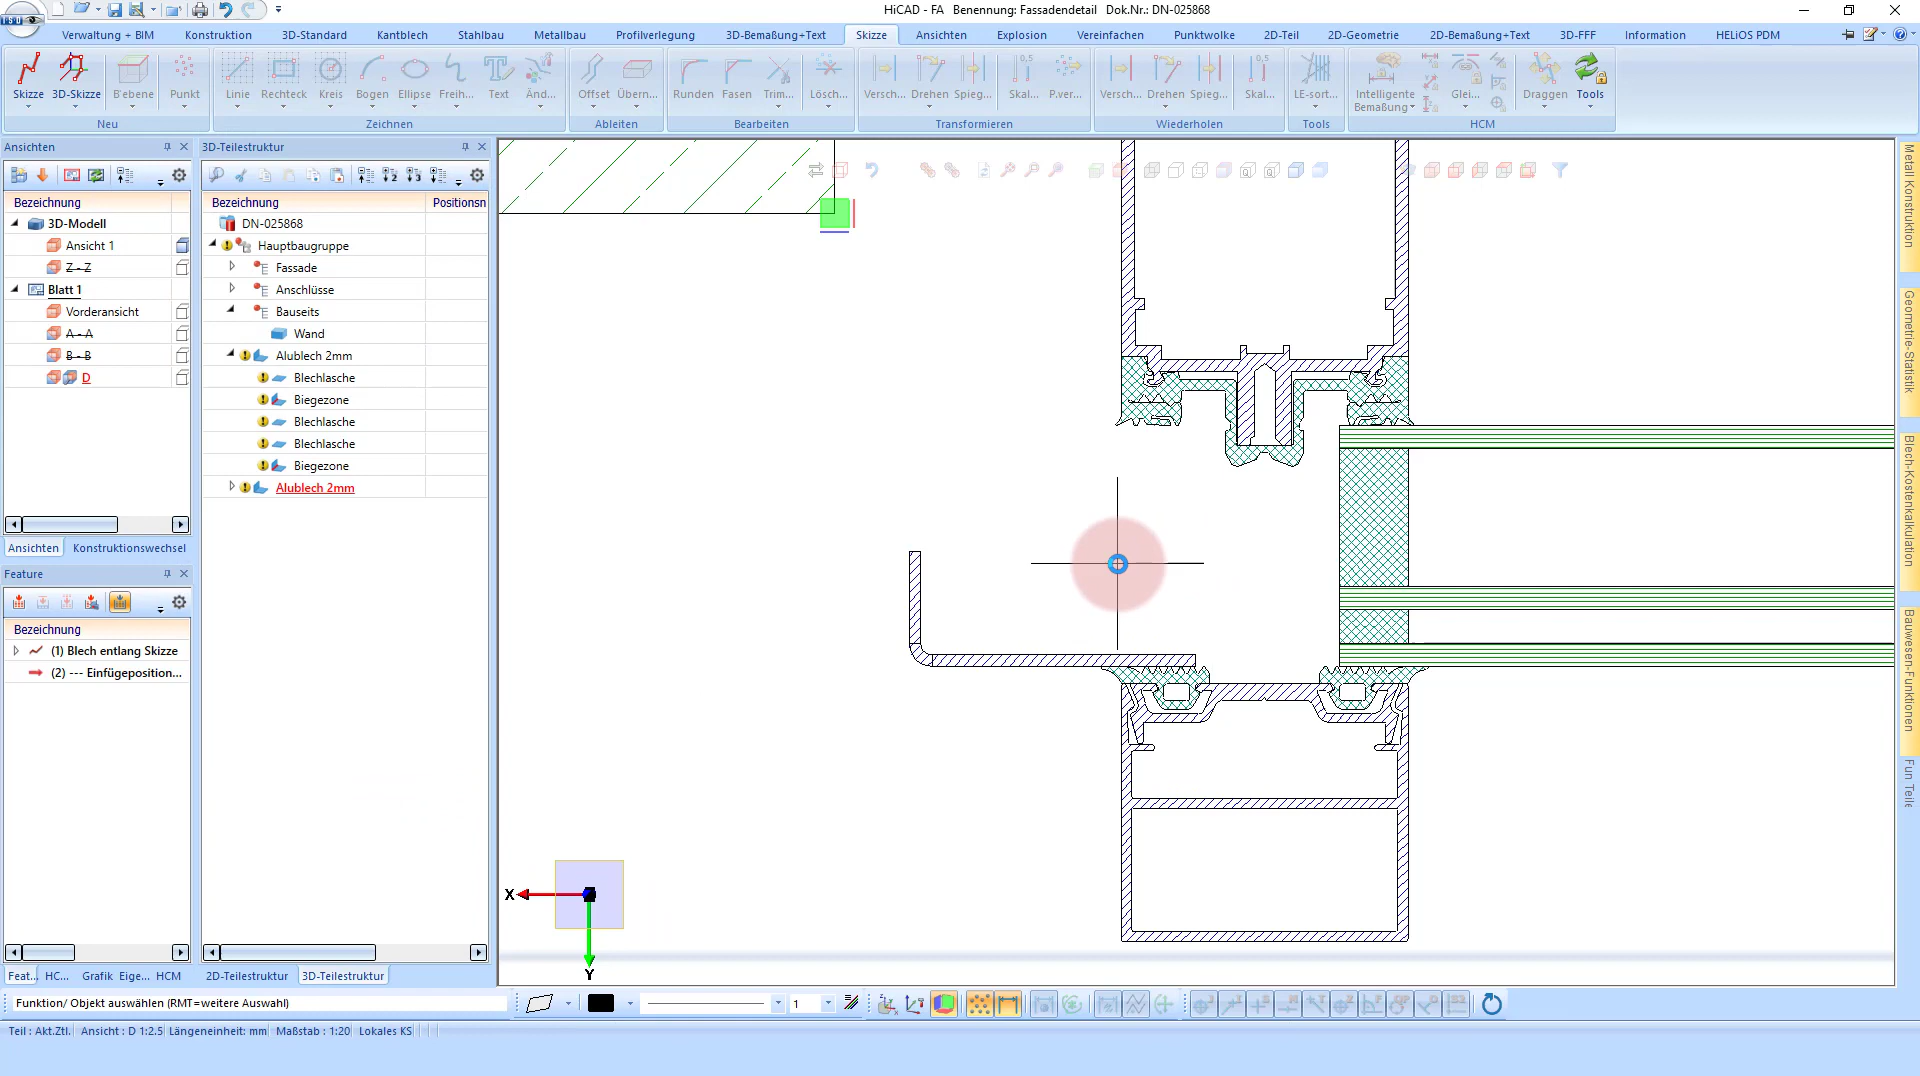 HiCAD - FA   Benennung: Fassadendetail   Dok.Nr.: DN-025868
ISD
Verwaltung + BIM
Konstruktion
3D-Standard
Kantblech
Stahlbau
Metallbau
Profilverlegung
3D-Bemaßung+Text
Skizze
Ansichten
Explosion
Vereinfachen
Punktwolke
2D-Teil
2D-Geometrie
2D-Bemaßung+Text
3D-FFF
Information
HELiOS PDM
Skizze
3D-Skizze
B'ebene
Punkt
Linie
Rechteck
Kreis
Bogen
Ellipse
Freih...
Text
Änd...
Offset
Übern...
Runden
Fasen
Trim...
Lösch...
Versch...
Drehen
Spieg...
Skal...
P.ver...
Versch...
Drehen
Spieg...
Skal...
LE-sort...
Intelligente
Bemaßung
Glei...
Draggen
Tools
Neu
Zeichnen
Ableiten
Bearbeiten
Transformieren
Wiederholen
Tools
HCM
Ansichten
Bezeichnung
3D-Modell
Ansicht 1
Z - Z
Blatt 1
Vorderansicht
A - A
B - B
D
Ansichten
Konstruktionswechsel
3D-Teilestruktur
Bezeichnung
Positionsn
DN-025868
Hauptbaugruppe
Fassade
Anschlüsse
Bauseits
Wand
Alublech 2mm
Blechlasche
Biegezone
Blechlasche
Blechlasche
Biegezone
Alublech 2mm
Feature
Bezeichnung
(1) Blech entlang Skizze
(2) --- Einfügeposition...
Feat...
HC...
Grafik
Eige...
HCM
2D-Teilestruktur
3D-Teilestruktur
X
Y
Metall Konstruktion
Geometrie-Statistik
Blech-Kostenkalkulation
Bauwesen-Funktionen
Fun Teile
Funktion/ Objekt auswählen (RMT=weitere Auswahl)
1
Teil : Akt.Ztl.
Ansicht : D 1:2.5
Längeneinheit: mm
Maßstab : 1:20
Lokales KS